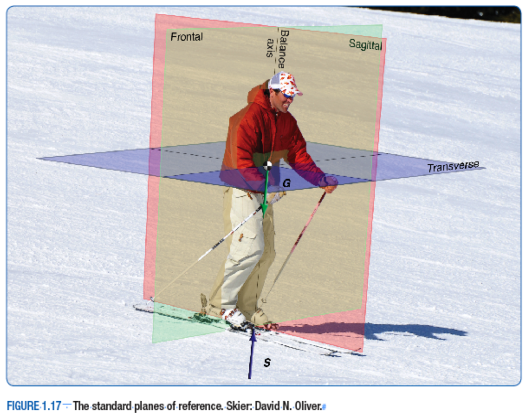 Frontal
Balance
axis
Sagittal
Transverse
G
S
FIGURE 1.17 – The standard planes of reference. Skier: David N. Oliver.